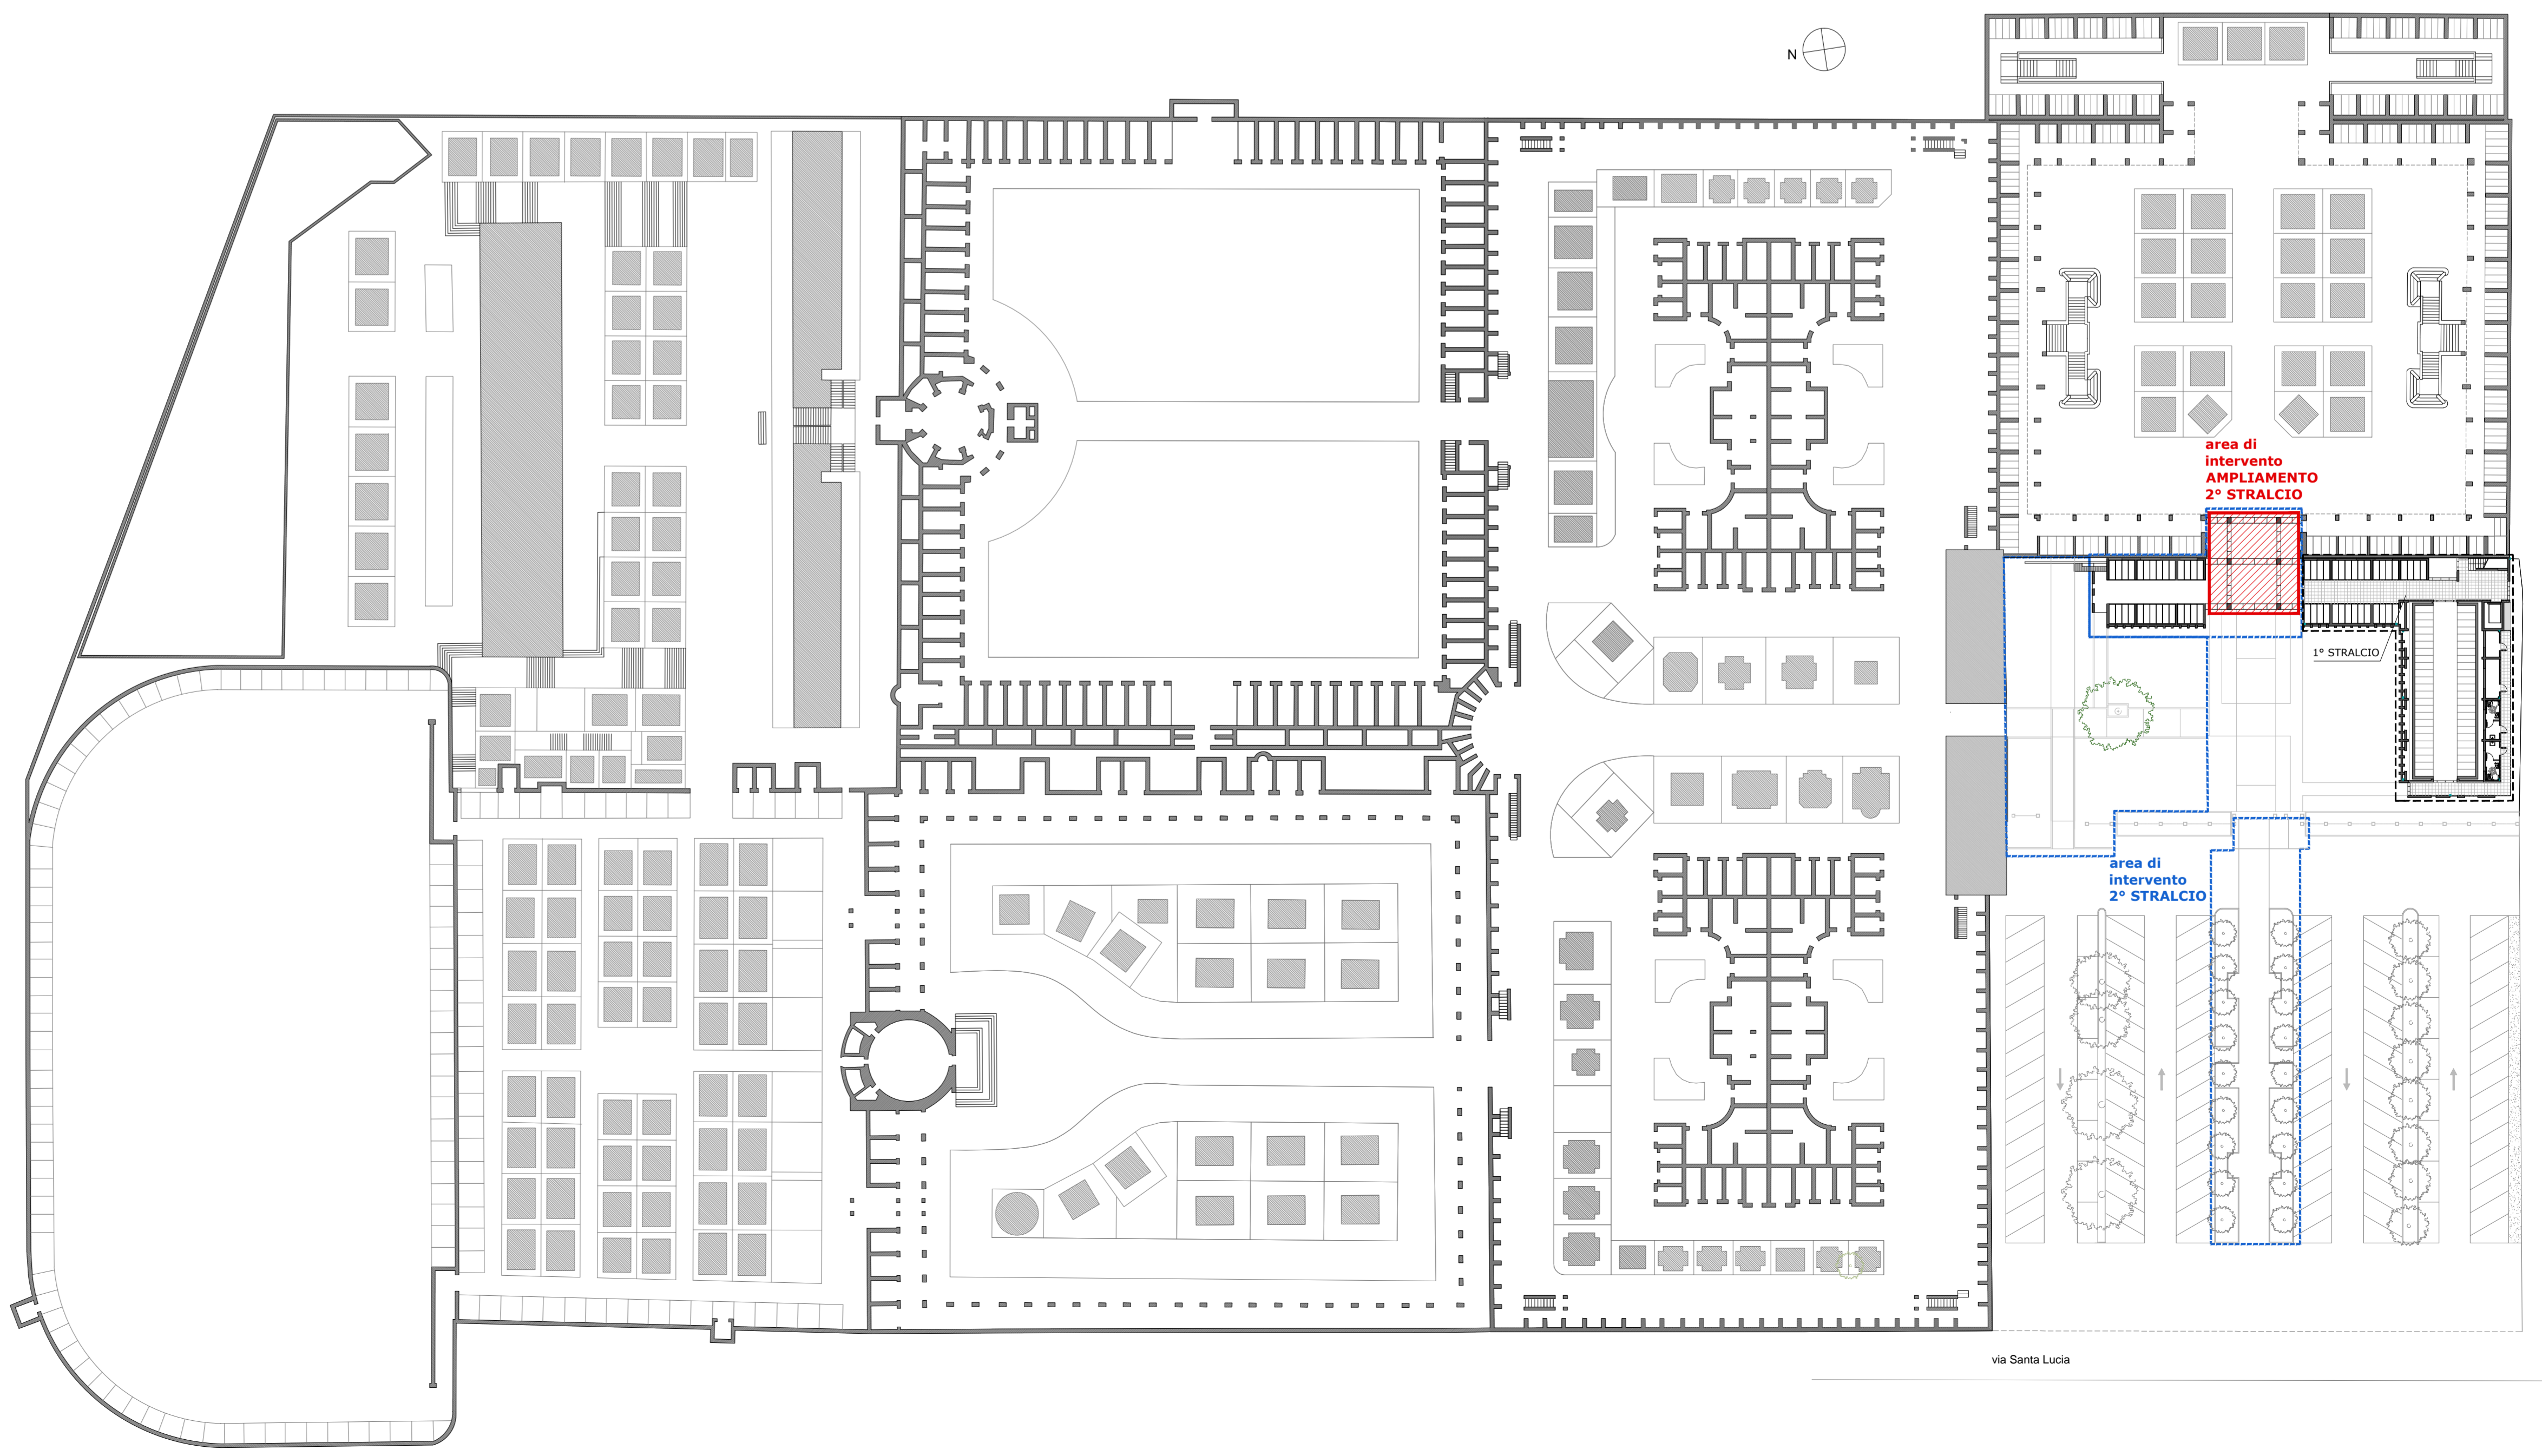 N
area di
intervento
AMPLIAMENTO
2° STRALCIO
1° STRALCIO
area di
intervento
2° STRALCIO
via Santa Lucia